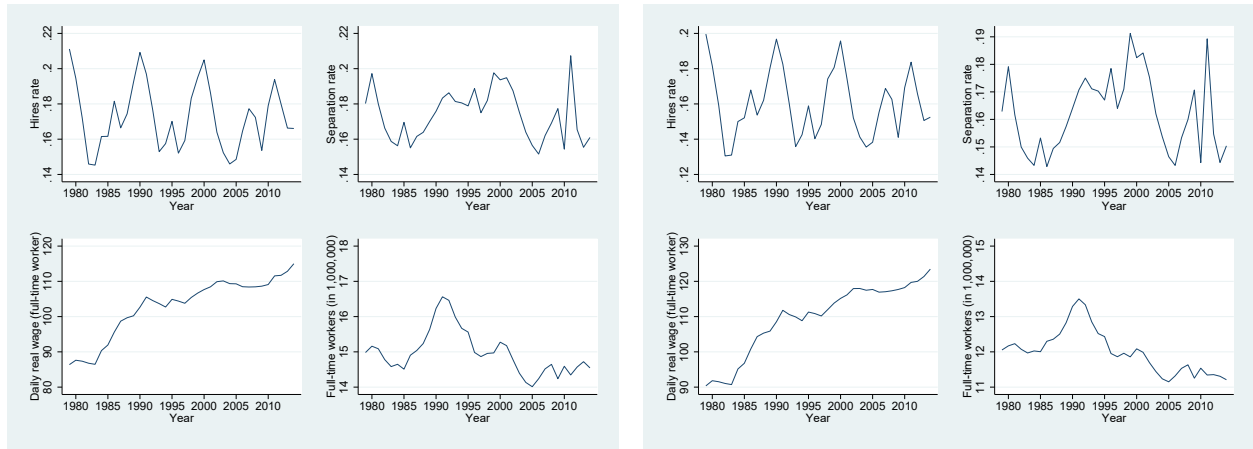 Hires rate
.14 .16 .18 .2 .22
1980 1985 1990 1995 2000 2005 2010
Year
Separation rate
.14 .16 .18 .2 .22
1980 1985 1990 1995 2000 2005 2010
Year
Daily real wage (full-time worker)
80 90 100 110 120
1980 1985 1990 1995 2000 2005 2010
Year
Full-time workers (in 1,000,000)
14 15 16 17 18
1980 1985 1990 1995 2000 2005 2010
Year
Hires rate
.12 .14 .16 .18 .2
1980 1985 1990 1995 2000 2005 2010
Year
Separation rate
.14 .15 .16 .17 .18 .19
1980 1985 1990 1995 2000 2005 2010
Year
Daily real wage (full-time worker)
90 100 110 120 130
1980 1985 1990 1995 2000 2005 2010
Year
Full-time workers (in 1,000,000)
11 12 13 14 15
1980 1985 1990 1995 2000 2005 2010
Year